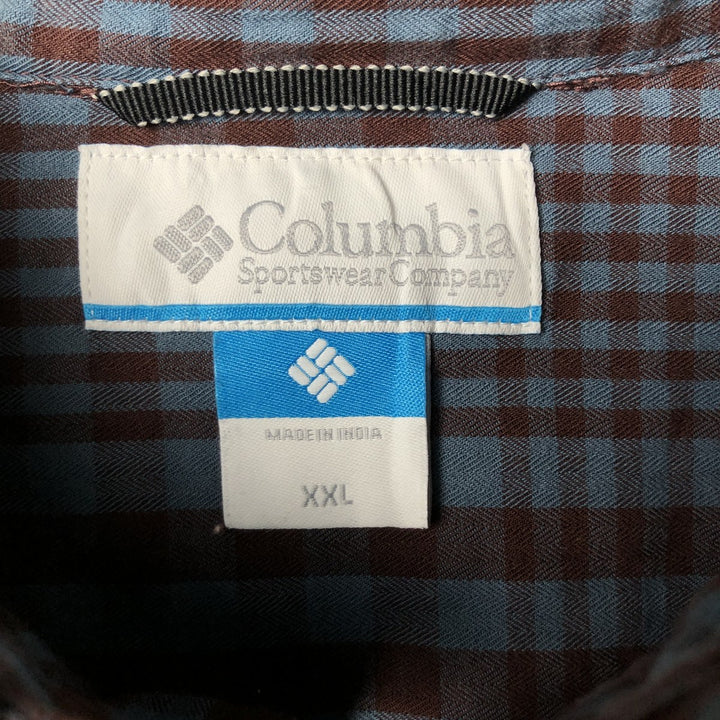 Columbia
Sportswear Company
MADE IN INDIA
XXL